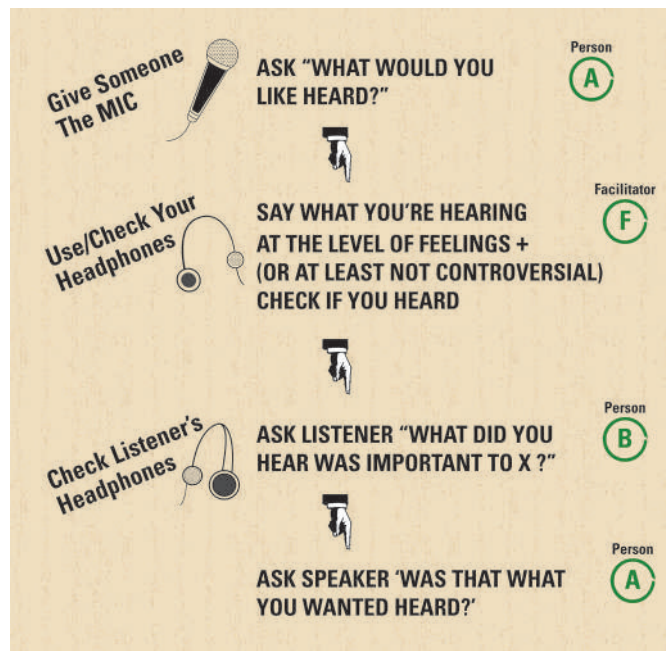 Give Someone
The MIC
ASK “WHAT WOULD YOU
LIKE HEARD?”
Person
A
Use/Check Your
Headphones
SAY WHAT YOU’RE HEARING
AT THE LEVEL OF FEELINGS +
(OR AT LEAST NOT CONTROVERSIAL)
CHECK IF YOU HEARD
Facilitator
F
Check Listener's
Headphones
ASK LISTENER “WHAT DID YOU
HEAR WAS IMPORTANT TO X ?”
Person
B
ASK SPEAKER ‘WAS THAT WHAT
YOU WANTED HEARD?’
Person
A